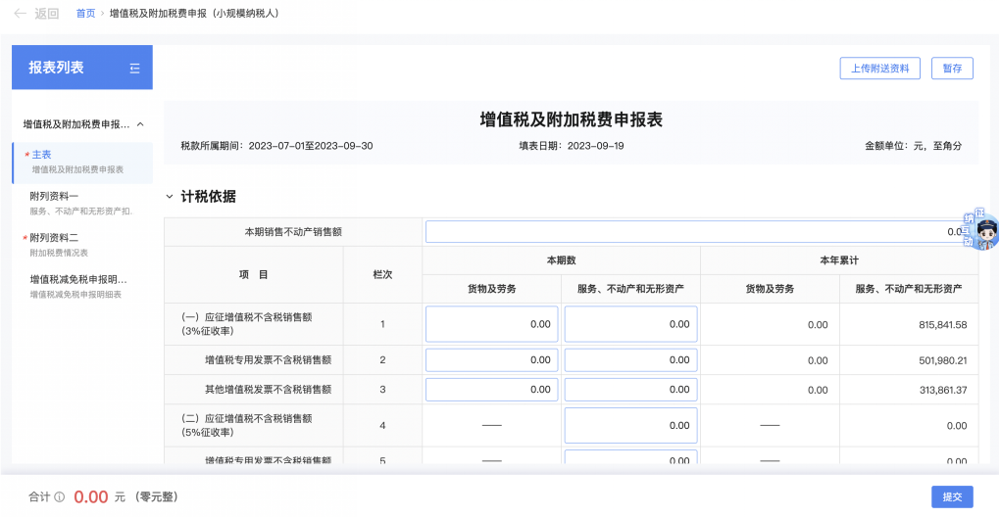 返回 首页 › 增值税及附加税费申报（小规模纳税人）
报表列表
上传附送资料 暂存
增值税及附加税费申报...
* 主表
增值税及附加税费申报表
附列资料一
服务、不动产和无形资产扣.
* 附列资料二
附加税费情况表
增值税减免税申报明...
增值税减免税申报明细表
增值税及附加税费申报表
税款所属期间：2023-07-01至2023-09-30 填表日期：2023-09-19 金额单位：元，至角分
计税依据
本期销售不动产销售额 0.0
征纳互动
项 目 栏次 本期数 本年累计
货物及劳务 服务、不动产和无形资产 货物及劳务 服务、不动产和无形资产
（一）应征增值税不含税销售额
(3%征收率) 1 0.00 0.00 0.00 815,841.58
增值税专用发票不含税销售额 2 0.00 0.00 0.00 501,980.21
其他增值税发票不含税销售额 3 0.00 0.00 0.00 313,861.37
（二）应征增值税不含税销售额
(5%征收率) 4 —— 0.00 —— 0.00
增值税专用发票不含税销售额 5 —— 0.00 —— 0.00
合计 0.00 元 （零元整）
提交